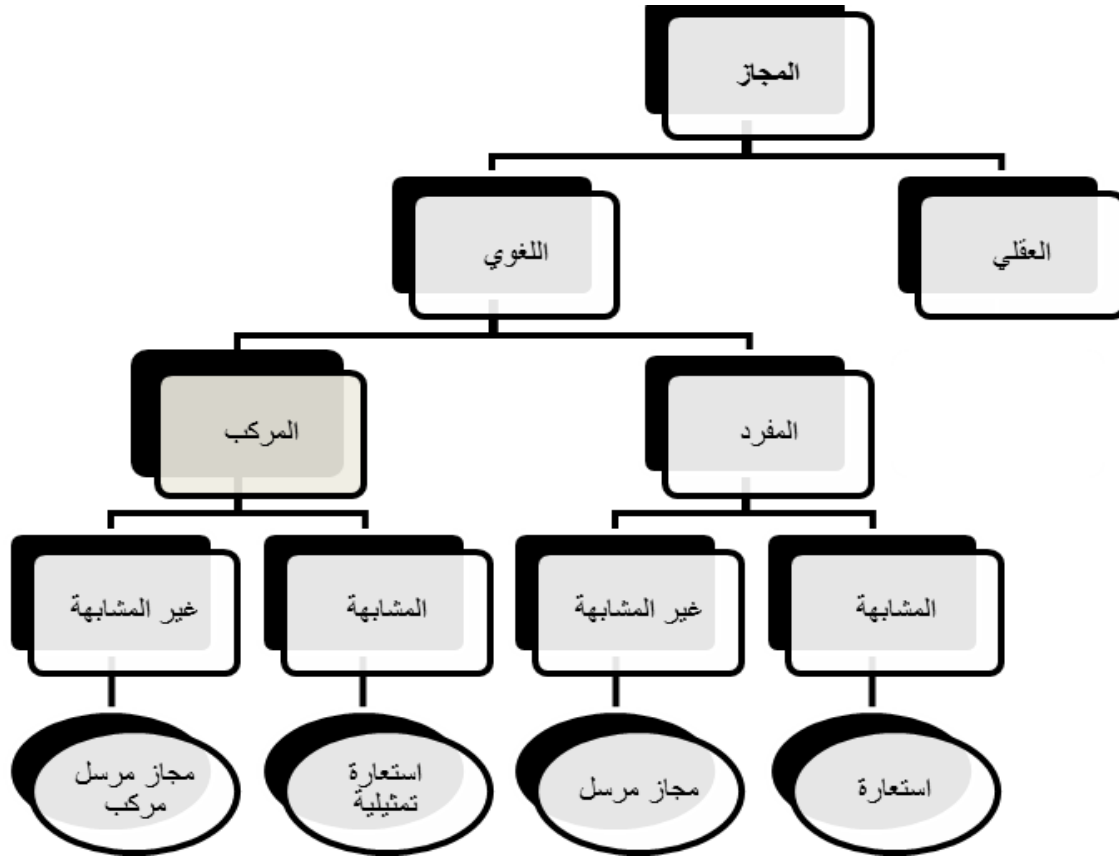 المجاز
العقلي
اللغوي
المفرد
المركب
المشابهة
غير المشابهة
المشابهة
غير المشابهة
استعارة
مجاز مرسل
استعارة
تمثيلية
مجاز مرسل
مركب